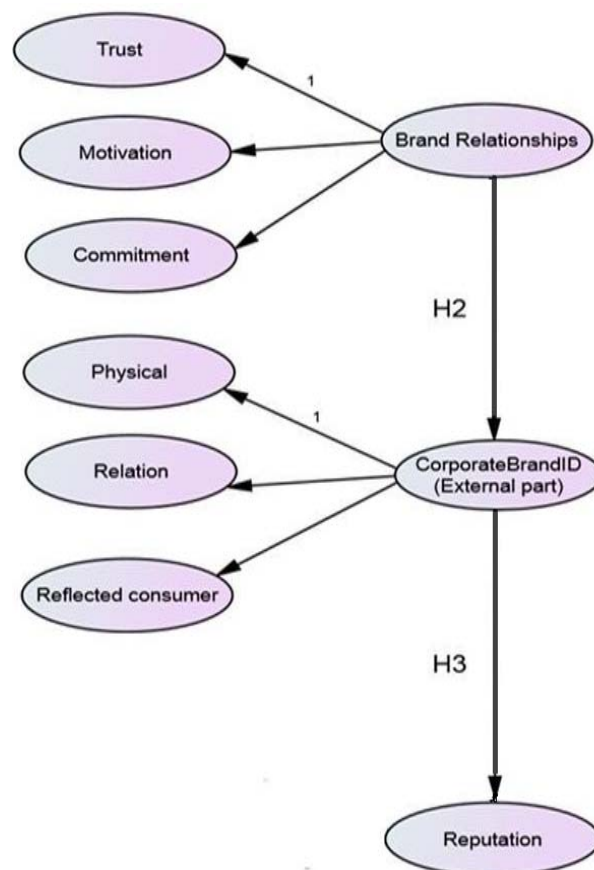 Trust
1
Motivation
Brand Relationships
Commitment
H2
Physical
1
Relation
CorporateBrandID
(External part)
Reflected consumer
H3
Reputation